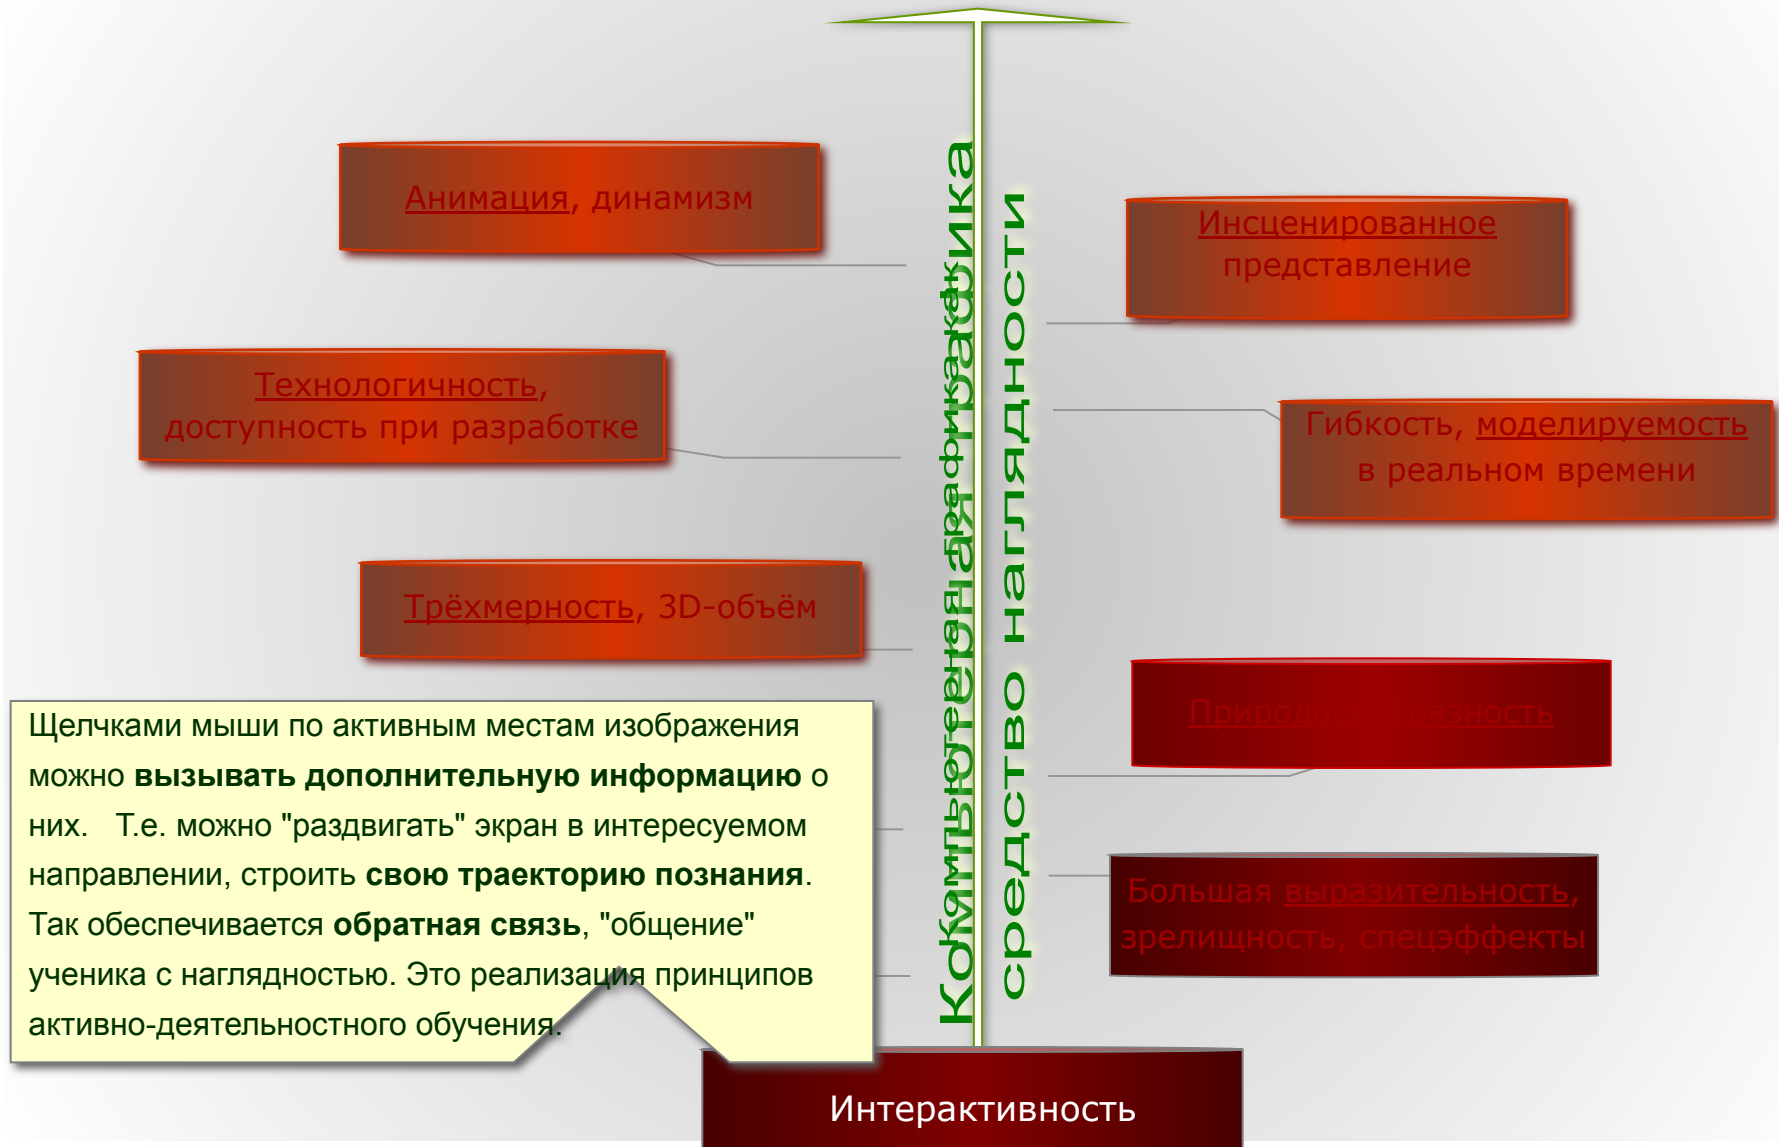 Анимация, динамизм
Инсценированное
представление
Технологичность,
доступность при разработке
Гибкость, моделируемость
в реальном времени
Трёхмерность, 3D-объём
Компьютерная графика
Компьютерная графика как
средство наглядности
Щелчками мыши по активным местам изображения
можно вызывать дополнительную информацию о
них. Т.е. можно "раздвигать" экран в интересуемом
направлении, строить свою траекторию познания.
Так обеспечивается обратная связь, "общение"
ученика с наглядностью. Это реализация принципов
активно-деятельностного обучения.
Большая выразительность,
зрелищность, спецэффекты
Интерактивность